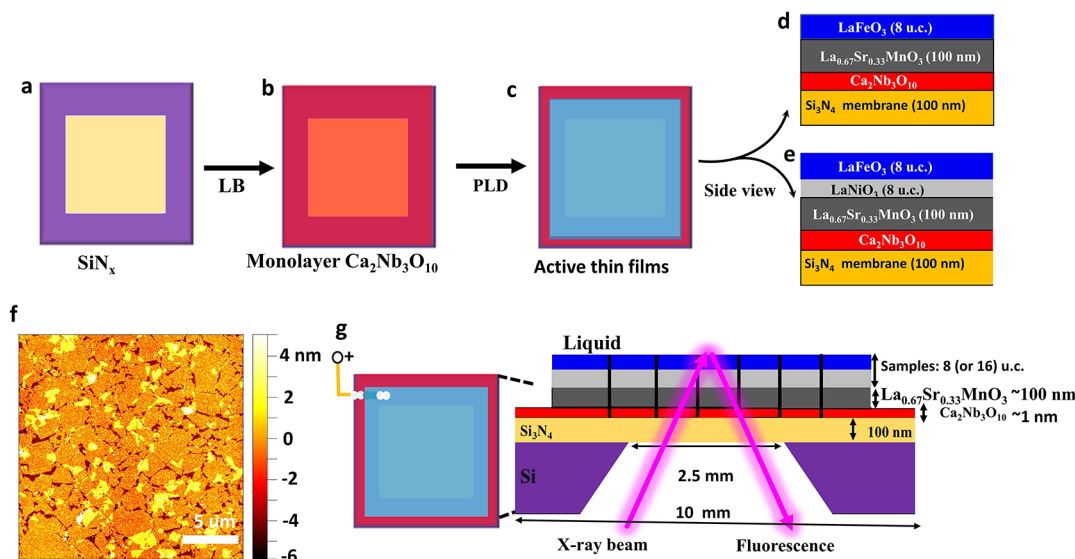 a
SiNₓ
LB
b
Monolayer Ca₂Nb₃O₁₀
PLD
c
Active thin films
Side view
d
LaFeO₃ (8 u.c.)
La₀.₆₇Sr₀.₃₃MnO₃ (100 nm)
Ca₂Nb₃O₁₀
Si₃N₄ membrane (100 nm)
e
LaFeO₃ (8 u.c.)
LaNiO₃ (8 u.c.)
La₀.₆₇Sr₀.₃₃MnO₃ (100 nm)
Ca₂Nb₃O₁₀
Si₃N₄ membrane (100 nm)
f
4 nm
2
0
-2
-4
-6
5 um
g
+
Liquid
Samples: 8 (or 16) u.c.
La₀.₆₇Sr₀.₃₃MnO₃ ~100 nm
Ca₂Nb₃O₁₀ ~1 nm
Si₃N₄
100 nm
Si
2.5 mm
10 mm
X-ray beam
Fluorescence